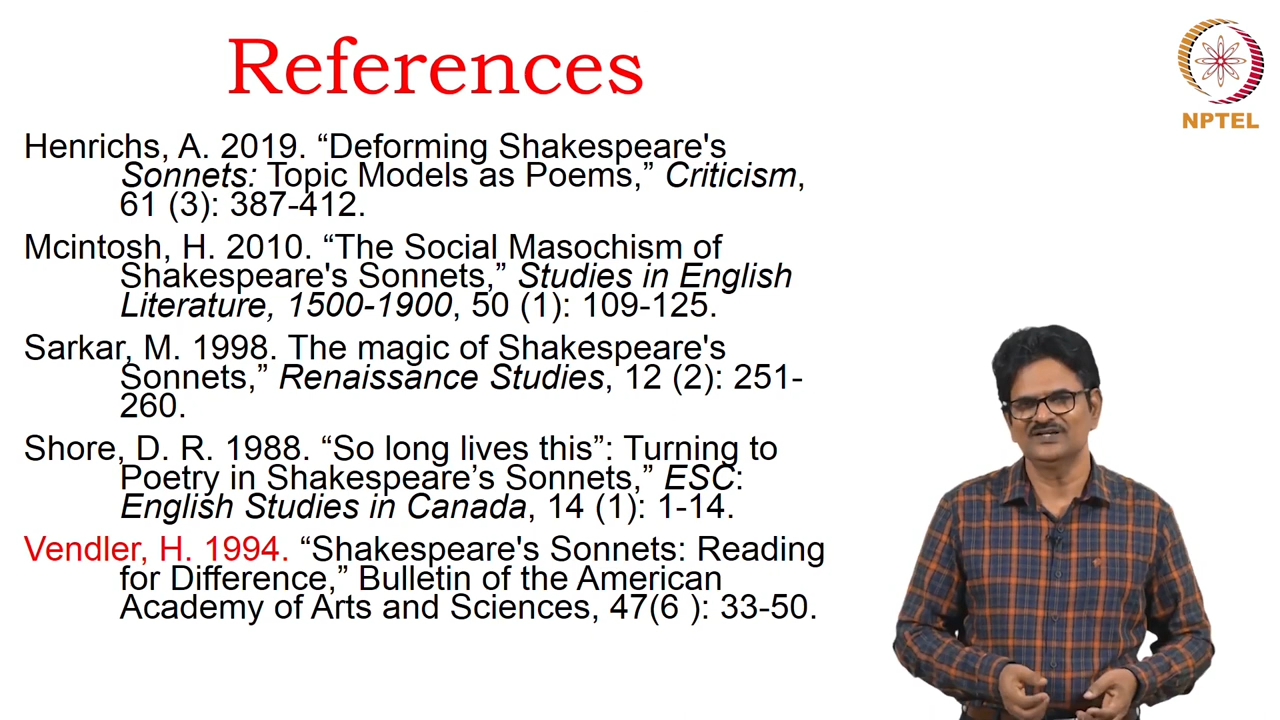 References
NPTEL
Henrichs, A. 2019. “Deforming Shakespeare's
Sonnets: Topic Models as Poems,” Criticism,
61 (3): 387-412.
Mcintosh, H. 2010. “The Social Masochism of
Shakespeare's Sonnets,” Studies in English
Literature, 1500-1900, 50 (1): 109-125.
Sarkar, M. 1998. The magic of Shakespeare's
Sonnets,” Renaissance Studies, 12 (2): 251-
260.
Shore, D. R. 1988. “So long lives this”: Turning to
Poetry in Shakespeare’s Sonnets,” ESC:
English Studies in Canada, 14 (1): 1-14.
Vendler, H. 1994. “Shakespeare's Sonnets: Reading
for Difference,” Bulletin of the American
Academy of Arts and Sciences, 47(6 ): 33-50.